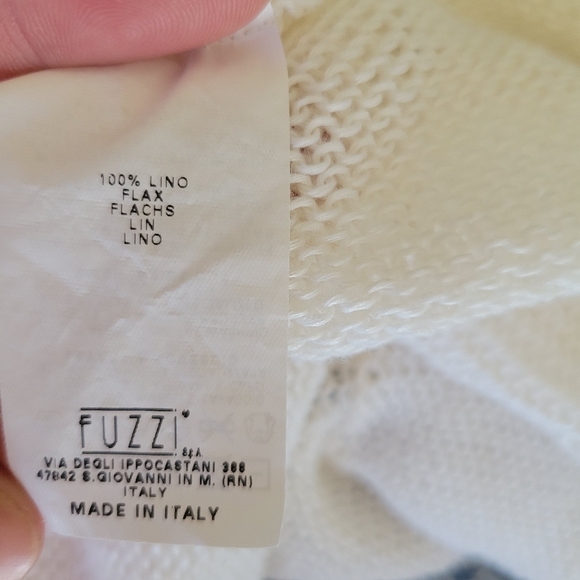 100% LINO
FLAX
FLACHS
LIN
LINO
FUZZI®
S.p.A.
VIA DEGLI IPPOCASTANI 388
47842 S.GIOVANNI IN M. (RN)
ITALY
MADE IN ITALY